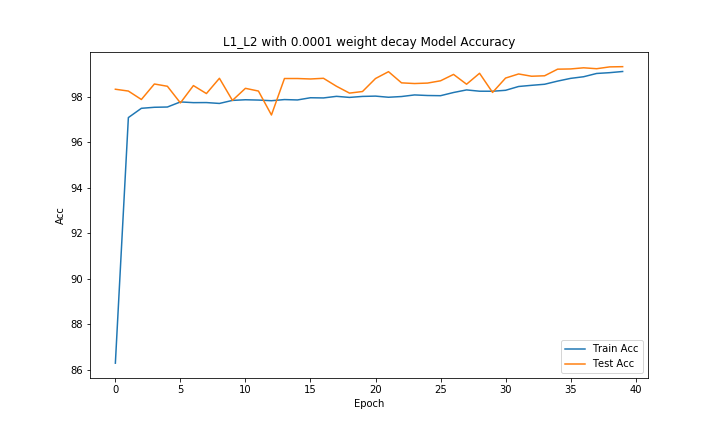 L1_L2 with 0.0001 weight decay Model Accuracy
98
96
94
92
90
88
86
Acc
0 5 10 15 20 25 30 35 40
Epoch
Train Acc
Test Acc